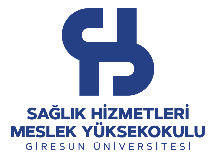 SAĞLIK HİZMETLERİ
MESLEK YÜKSEKOKULU
GİRESUN ÜNİVERSİTESİ